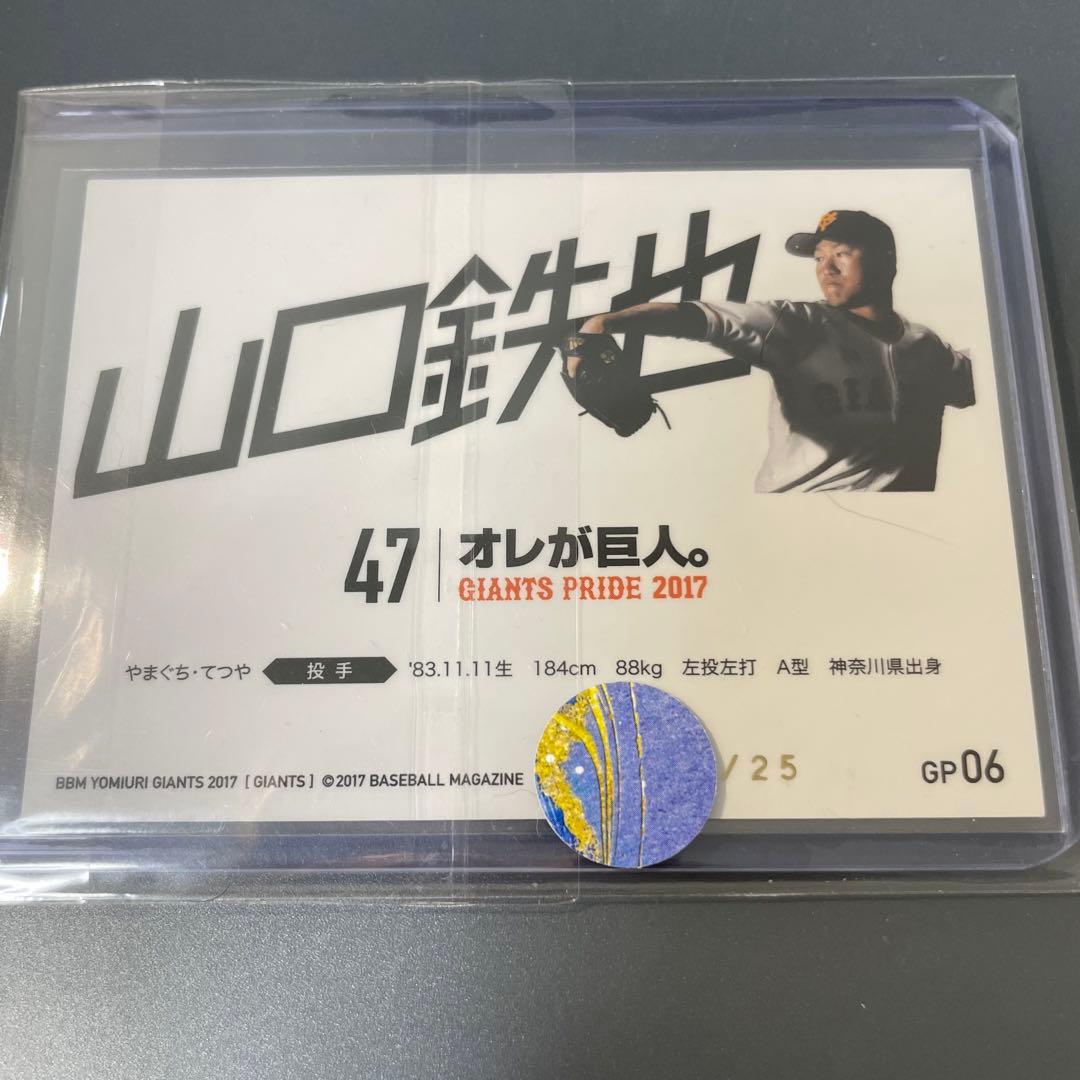 山口鉄也
47 オレが巨人。
GIANTS PRIDE 2017
やまぐち・てつや 投手 '83.11.11生 184cm 88kg 左投左打 A型 神奈川県出身
BBM YOMIURI GIANTS 2017 [ GIANTS ] ©2017 BASEBALL MAGAZINE /25 GP06